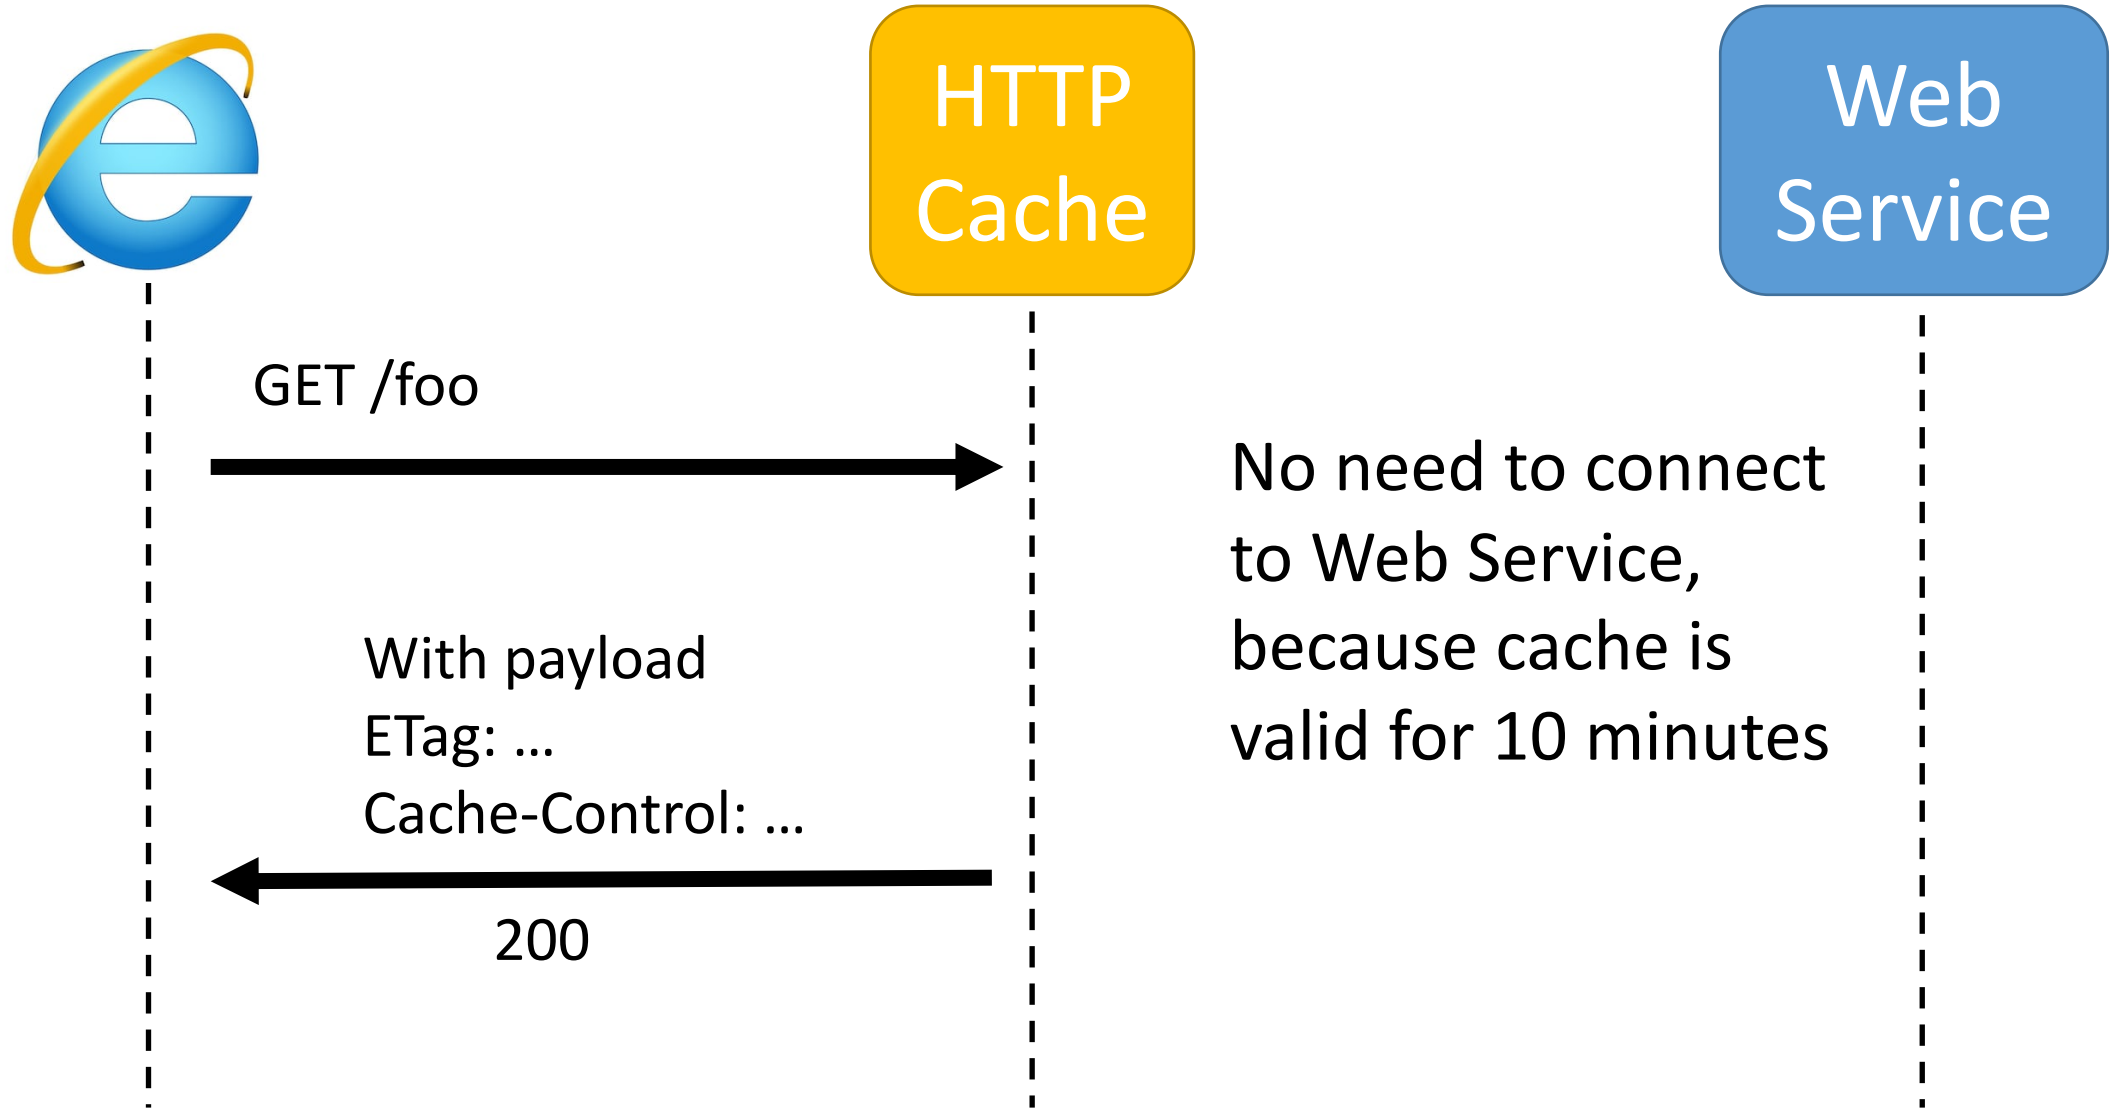 HTTP
Cache
Web
Service
GET /foo
No need to connect
to Web Service,
because cache is
valid for 10 minutes
With payload
ETag: …
Cache-Control: …
200